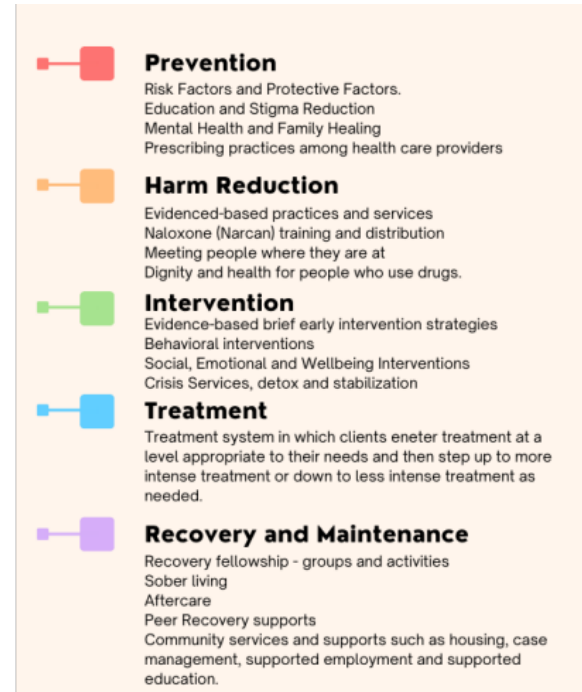 Prevention
Risk Factors and Protective Factors.
Education and Stigma Reduction
Mental Health and Family Healing
Prescribing practices among health care providers
Harm Reduction
Evidenced-based practices and services
Naloxone (Narcan) training and distribution
Meeting people where they are at
Dignity and health for people who use drugs.
Intervention
Evidence-based brief early intervention strategies
Behavioral interventions
Social, Emotional and Wellbeing Interventions
Crisis Services, detox and stabilization
Treatment
Treatment system in which clients eneter treatment at a
level appropriate to their needs and then step up to more
intense treatment or down to less intense treatment as
needed.
Recovery and Maintenance
Recovery fellowship - groups and activities
Sober living
Aftercare
Peer Recovery supports
Community services and supports such as housing, case
management, supported employment and supported
education.